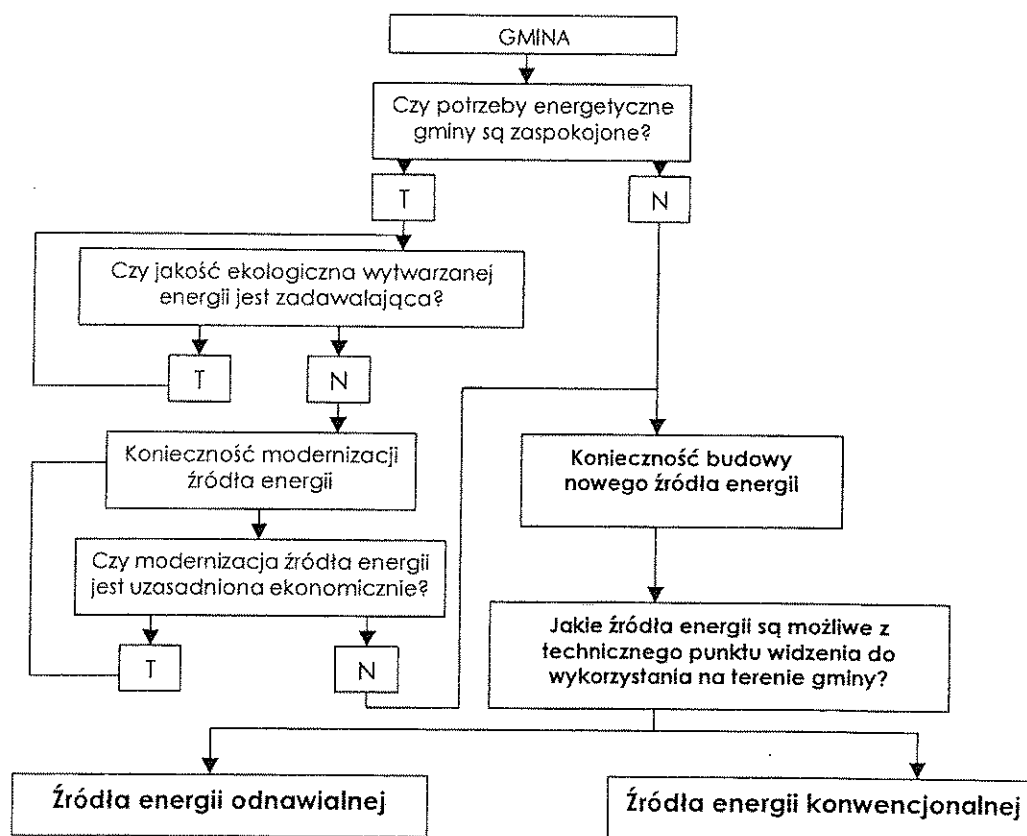 GMINA
Czy potrzeby energetyczne
gminy są zaspokojone?
T
N
Czy jakość ekologiczna wytwarzanej
energii jest zadawalająca?
T
N
Konieczność modernizacji
źródła energii
Konieczność budowy
nowego źródła energii
Czy modernizacja źródła energii
jest uzasadniona ekonomicznie?
T
N
Jakie źródła energii są możliwe z
technicznego punktu widzenia do
wykorzystania na terenie gminy?
Źródła energii odnawialnej
Źródła energii konwencjonalnej